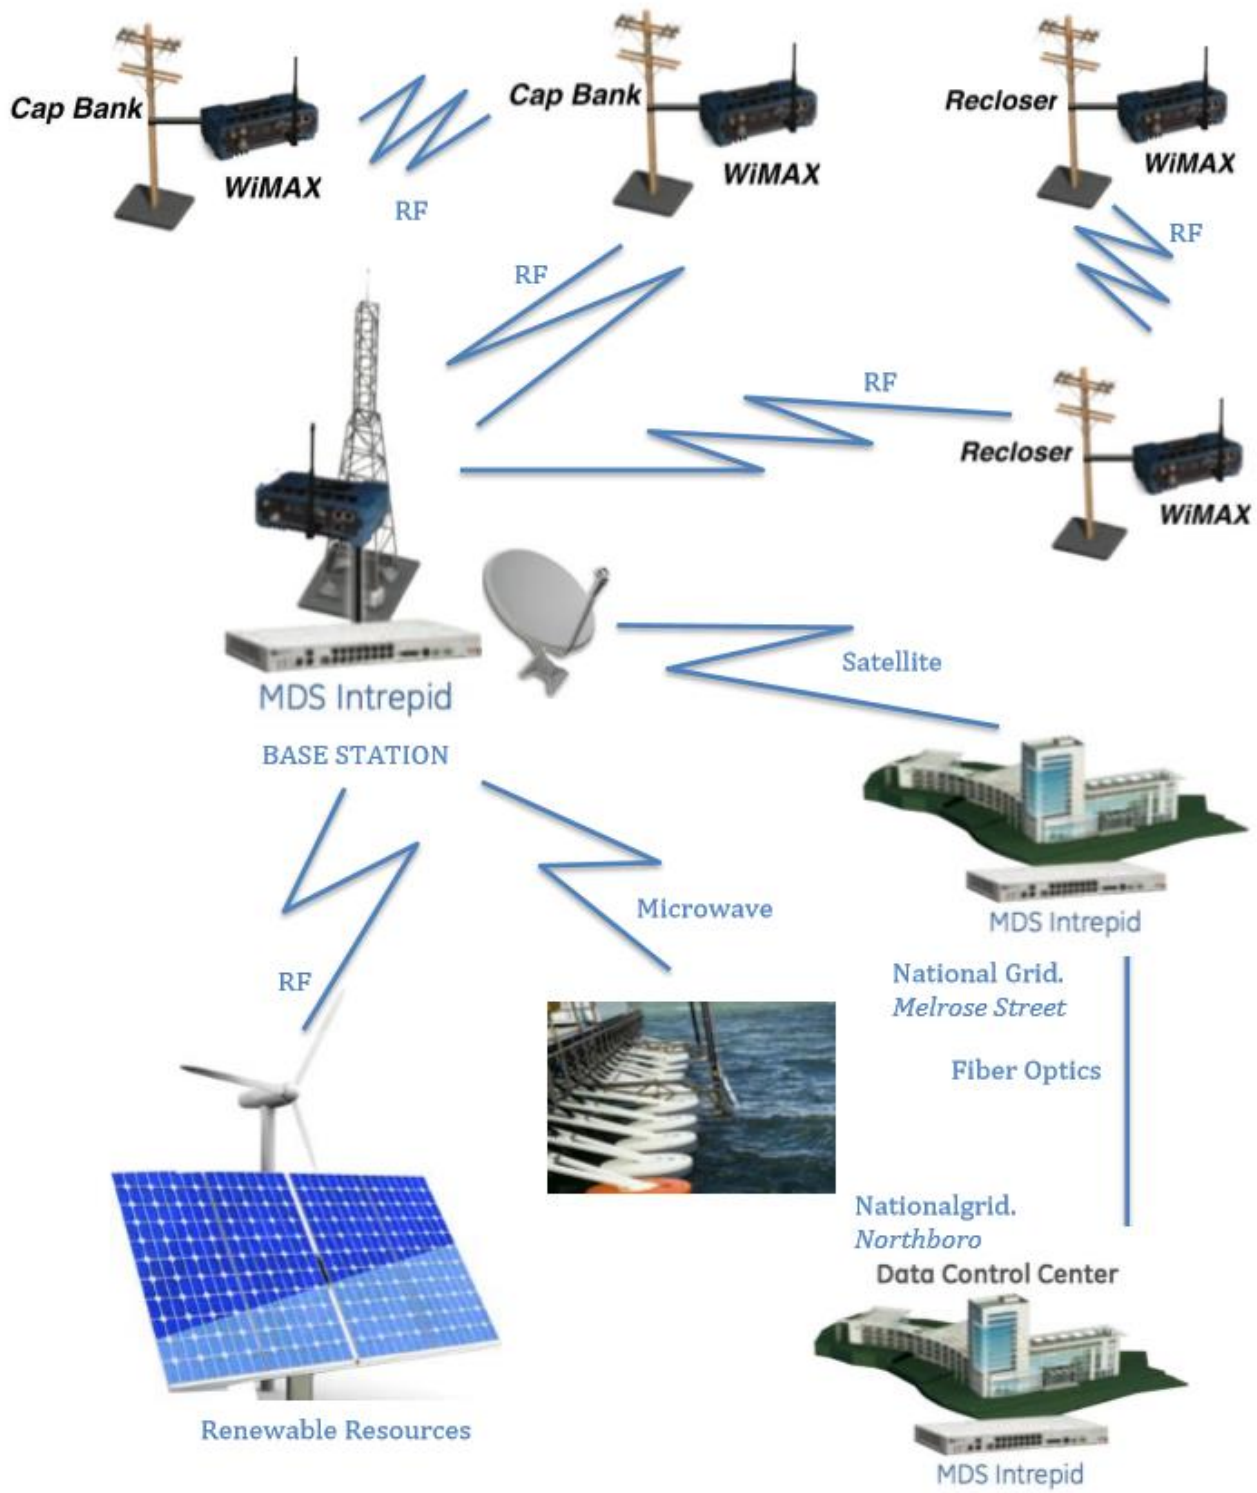 Cap Bank
WiMAX
RF
Cap Bank
WiMAX
Recloser
WiMAX
RF
RF
RF
Recloser
WiMAX
MDS Intrepid
BASE STATION
Satellite
MDS Intrepid
National Grid.
Melrose Street
Fiber Optics
Microwave
RF
Renewable Resources
Nationalgrid.
Northboro
Data Control Center
MDS Intrepid